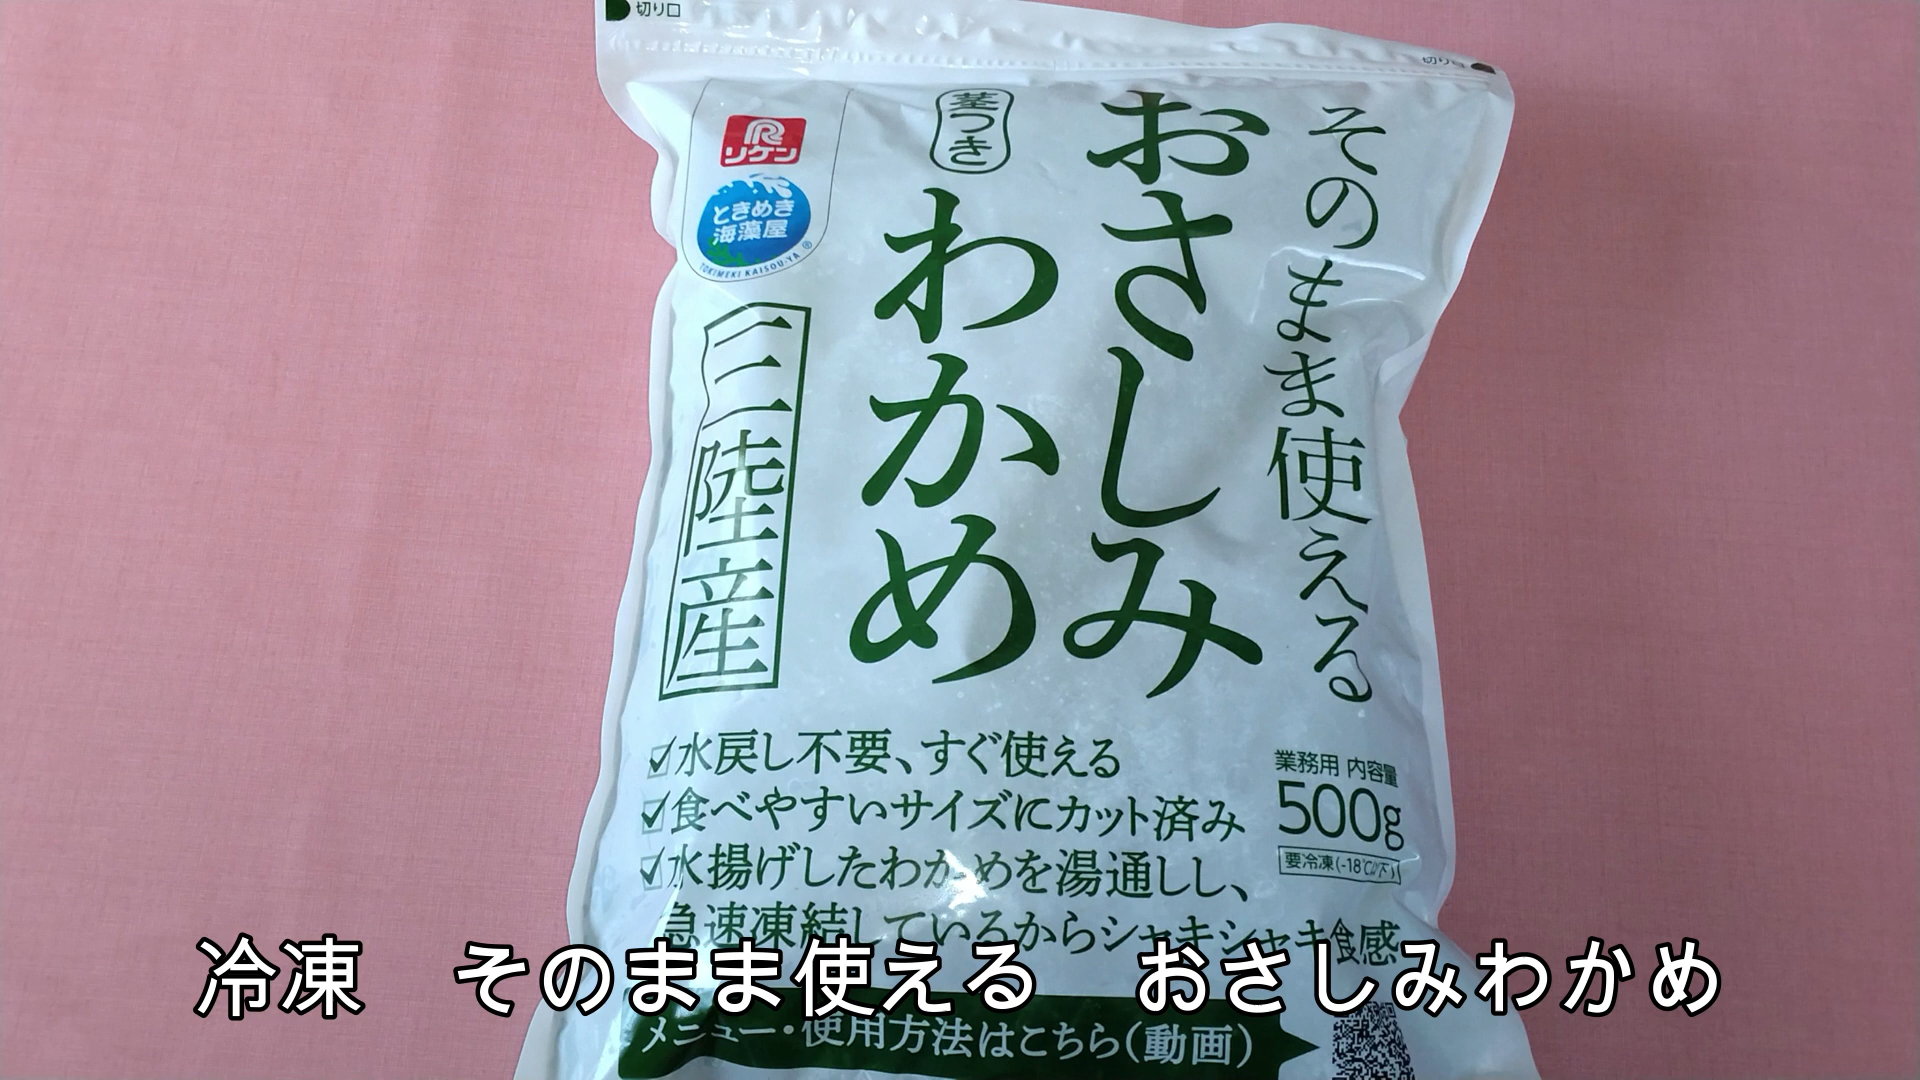 切り口
切り口
そのまま使える
おさしみ
茎つき
わかめ
リケン
ときめき
海藻屋
®
TOKIMEKI KAISOU-YA
三陸産
水戻し不要、すぐ使える
食べやすいサイズにカット済み
水揚げしたわかめを湯通しし、
急速凍結しているからシャキシャキ食感
業務用 内容量
500g
要冷凍(-18℃以下)
メニュー・使用方法はこちら(動画)
冷凍　そのまま使える　おさしみわかめ